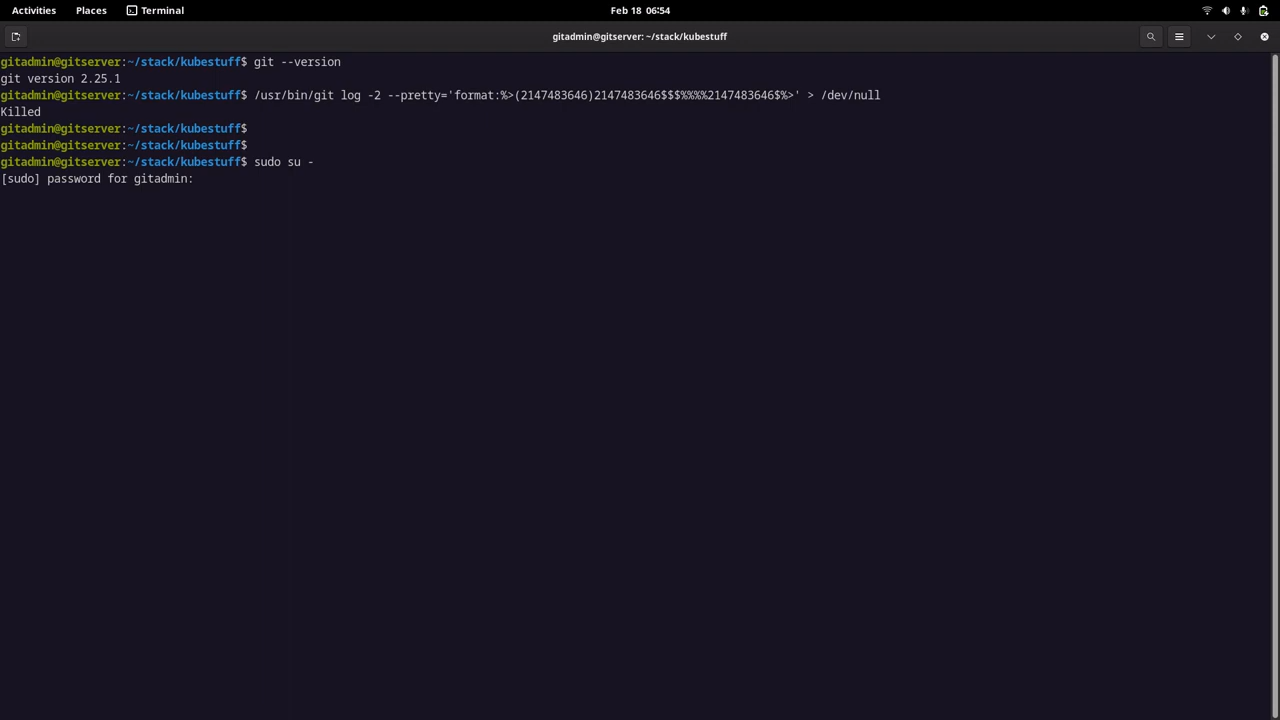 Activities Places Terminal Feb 18 06:54
gitadmin@gitserver: ~/stack/kubestuff
gitadmin@gitserver:~/stack/kubestuff$ git --version
git version 2.25.1
gitadmin@gitserver:~/stack/kubestuff$ /usr/bin/git log -2 --pretty='format:%>(2147483646)2147483646$$$%%%%2147483646$%>' > /dev/null
Killed
gitadmin@gitserver:~/stack/kubestuff$
gitadmin@gitserver:~/stack/kubestuff$
gitadmin@gitserver:~/stack/kubestuff$ sudo su -
[sudo] password for gitadmin: